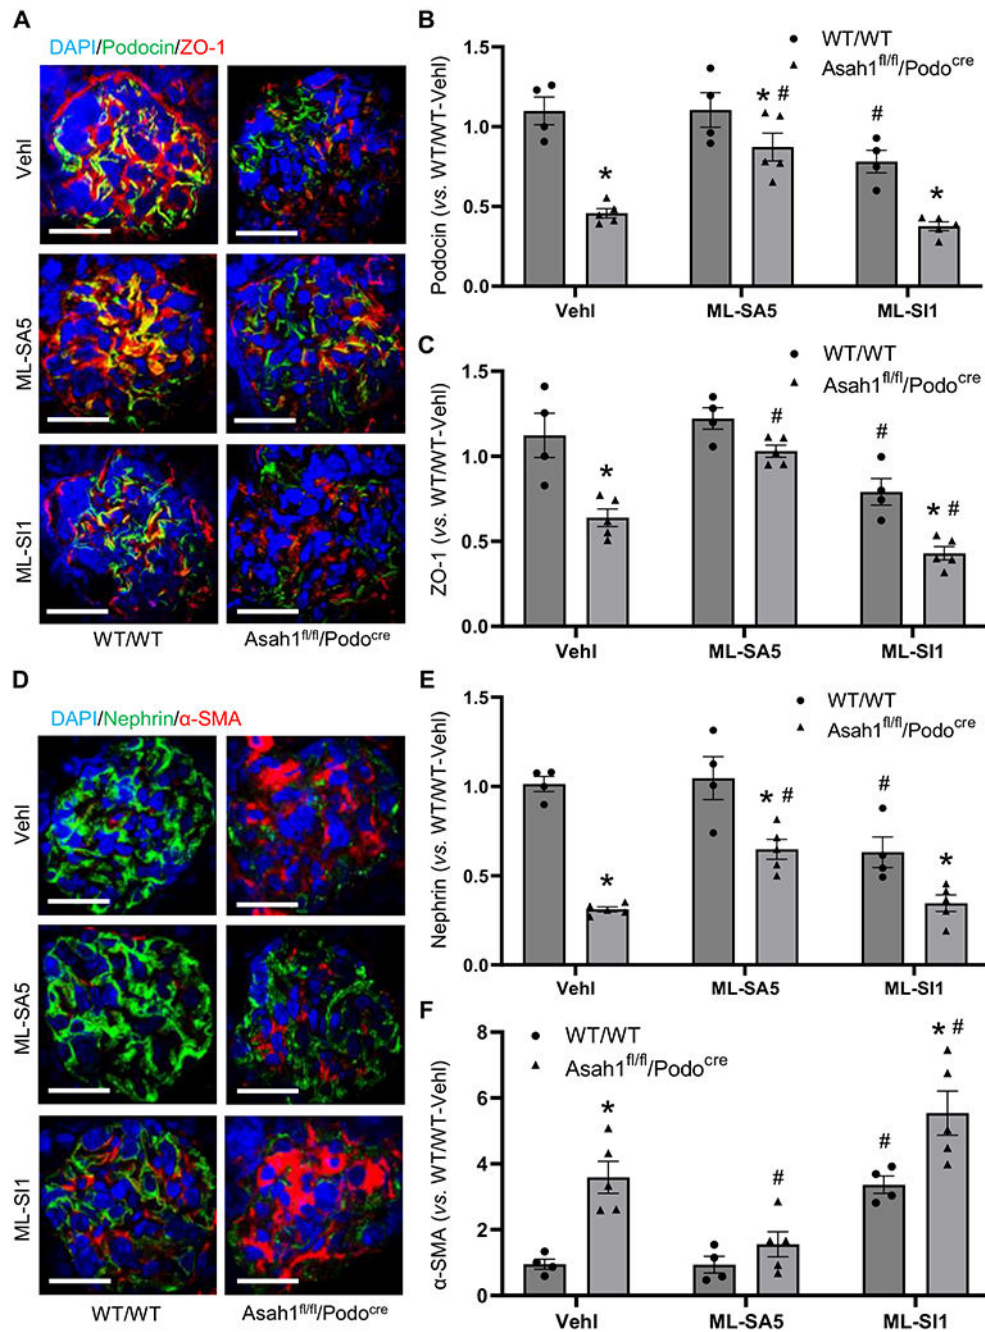 A
DAPI/Podocin/ZO-1
Vehl
ML-SA5
ML-SI1
WT/WT
Asah1fl/fl/Podocre
B
Podocin (vs. WT/WT-Vehl)
1.5
1.0
0.5
0.0
WT/WT
Asah1fl/fl/Podocre
*
* #
#
*
Vehl
ML-SA5
ML-SI1
C
ZO-1 (vs. WT/WT-Vehl)
1.5
1.0
0.5
0.0
WT/WT
Asah1fl/fl/Podocre
*
#
#
* #
Vehl
ML-SA5
ML-SI1
D
DAPI/Nephrin/α-SMA
Vehl
ML-SA5
ML-SI1
WT/WT
Asah1fl/fl/Podocre
E
Nephrin (vs. WT/WT-Vehl)
1.5
1.0
0.5
0.0
WT/WT
Asah1fl/fl/Podocre
*
* #
#
*
Vehl
ML-SA5
ML-SI1
F
α-SMA (vs. WT/WT-Vehl)
8
6
4
2
0
WT/WT
Asah1fl/fl/Podocre
*
#
#
* #
Vehl
ML-SA5
ML-SI1